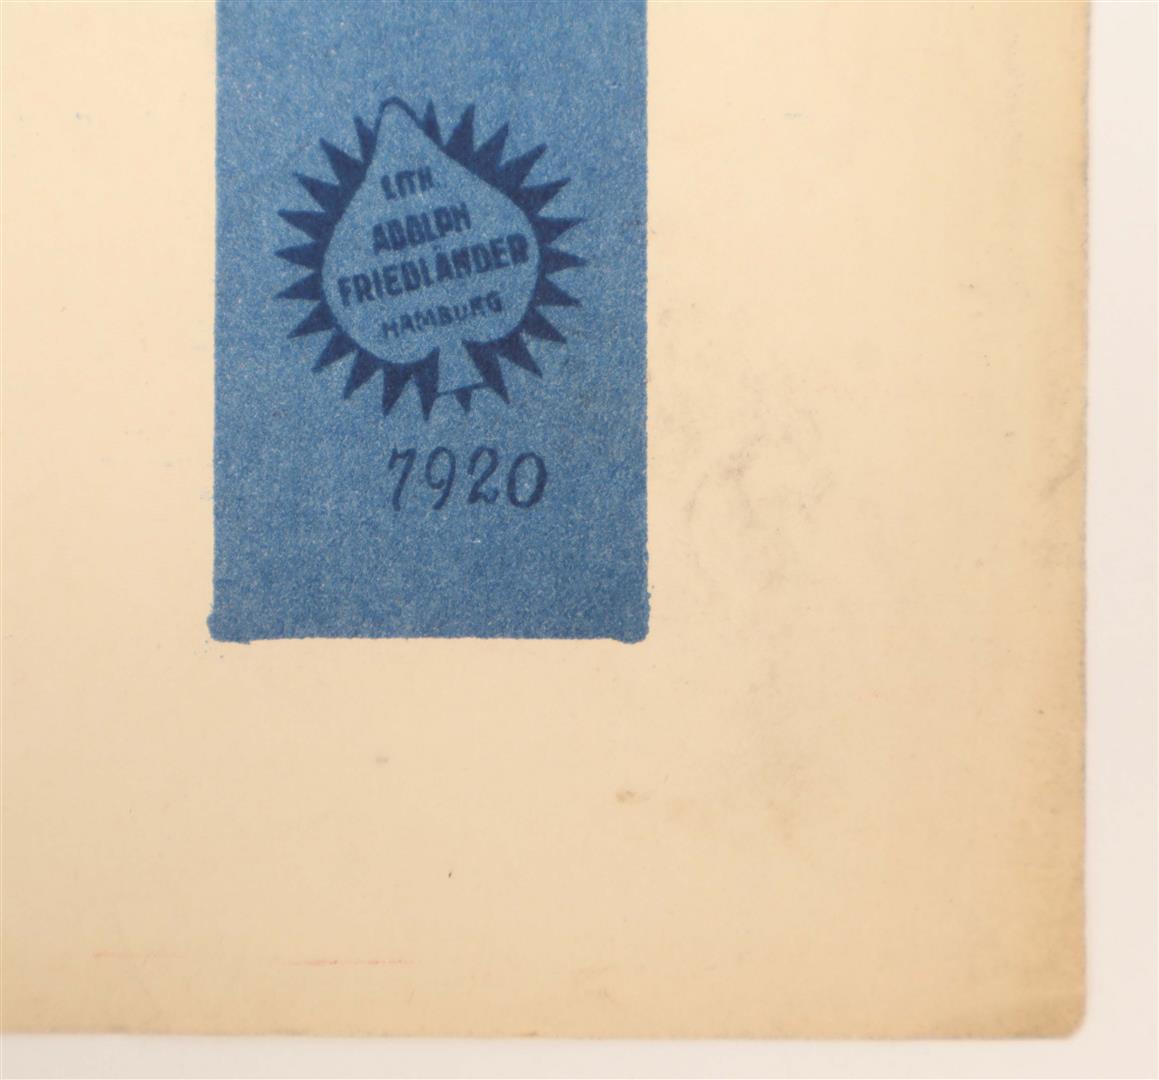 LITH.
ADOLPH
FRIEDLÄNDER
HAMBURG
7920